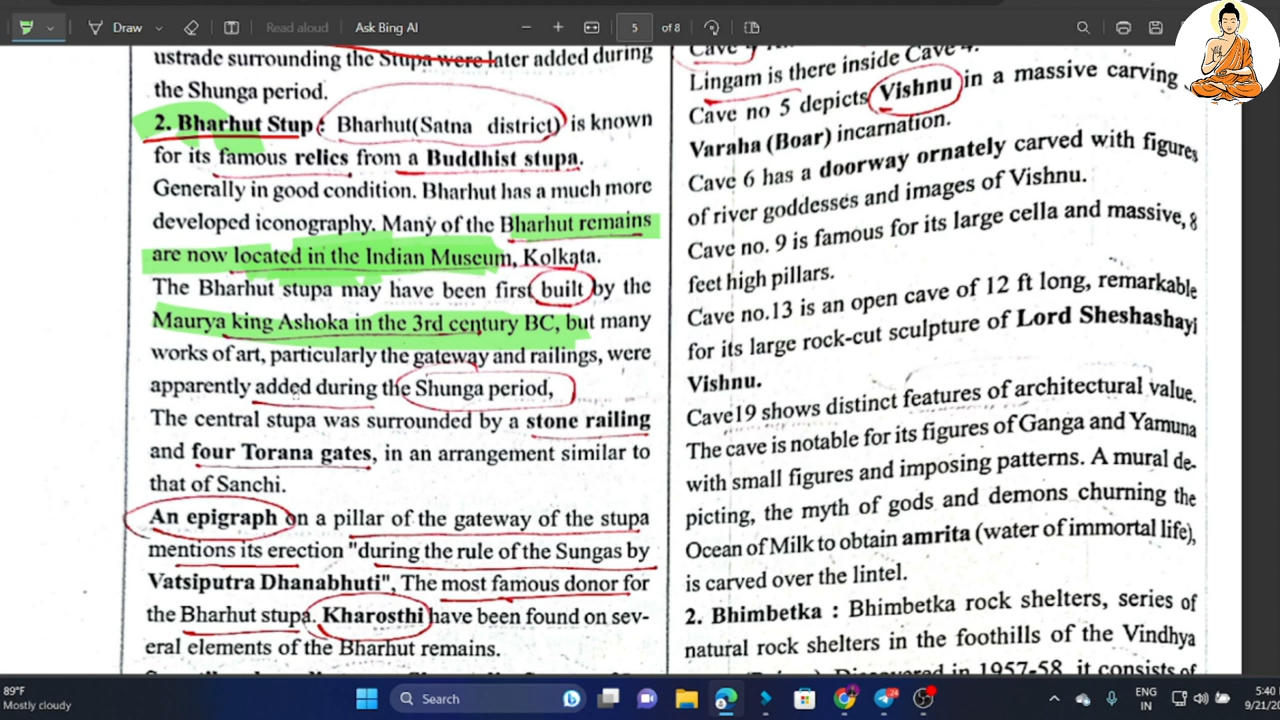 Draw
Read aloud
Ask Bing AI
5
of 8
ustrade surrounding the Stupa were later added during
the Shunga period.
2. Bharhut Stup : Bharhut(Satna district) is known
for its famous relics from a Buddhist stupa.
Generally in good condition. Bharhut has a much more
developed iconography. Many of the Bharhut remains
are now located in the Indian Museum, Kolkata.
The Bharhut stupa may have been first built by the
Maurya king Ashoka in the 3rd century BC, but many
works of art, particularly the gateway and railings, were
apparently added during the Shunga period,
The central stupa was surrounded by a stone railing
and four Torana gates, in an arrangement similar to
that of Sanchi.
An epigraph on a pillar of the gateway of the stupa
mentions its erection "during the rule of the Sungas by
Vatsiputra Dhanabhuti", The most famous donor for
the Bharhut stupa. Kharosthi have been found on sev-
eral elements of the Bharhut remains.
Lingam is there inside Cave 4.
Cave no 5 depicts Vishnu in a massive carving
Varaha (Boar) incarnation.
Cave 6 has a doorway ornately carved with figures
of river goddesses and images of Vishnu.
Cave no. 9 is famous for its large cella and massive, 8
feet high pillars.
Cave no.13 is an open cave of 12 ft long, remarkable
for its large rock-cut sculpture of Lord Sheshashayi
Vishnu.
Cave19 shows distinct features of architectural value.
The cave is notable for its figures of Ganga and Yamuna
with small figures and imposing patterns. A mural de-
picting, the myth of gods and demons churning the
Ocean of Milk to obtain amrita (water of immortal life),
is carved over the lintel.
2. Bhimbetka : Bhimbetka rock shelters, series of
natural rock shelters in the foothills of the Vindhya
Discovered in 1957-58, it consists of
89°F
Mostly cloudy
Search
24
ENG
IN
5:40
9/21/20